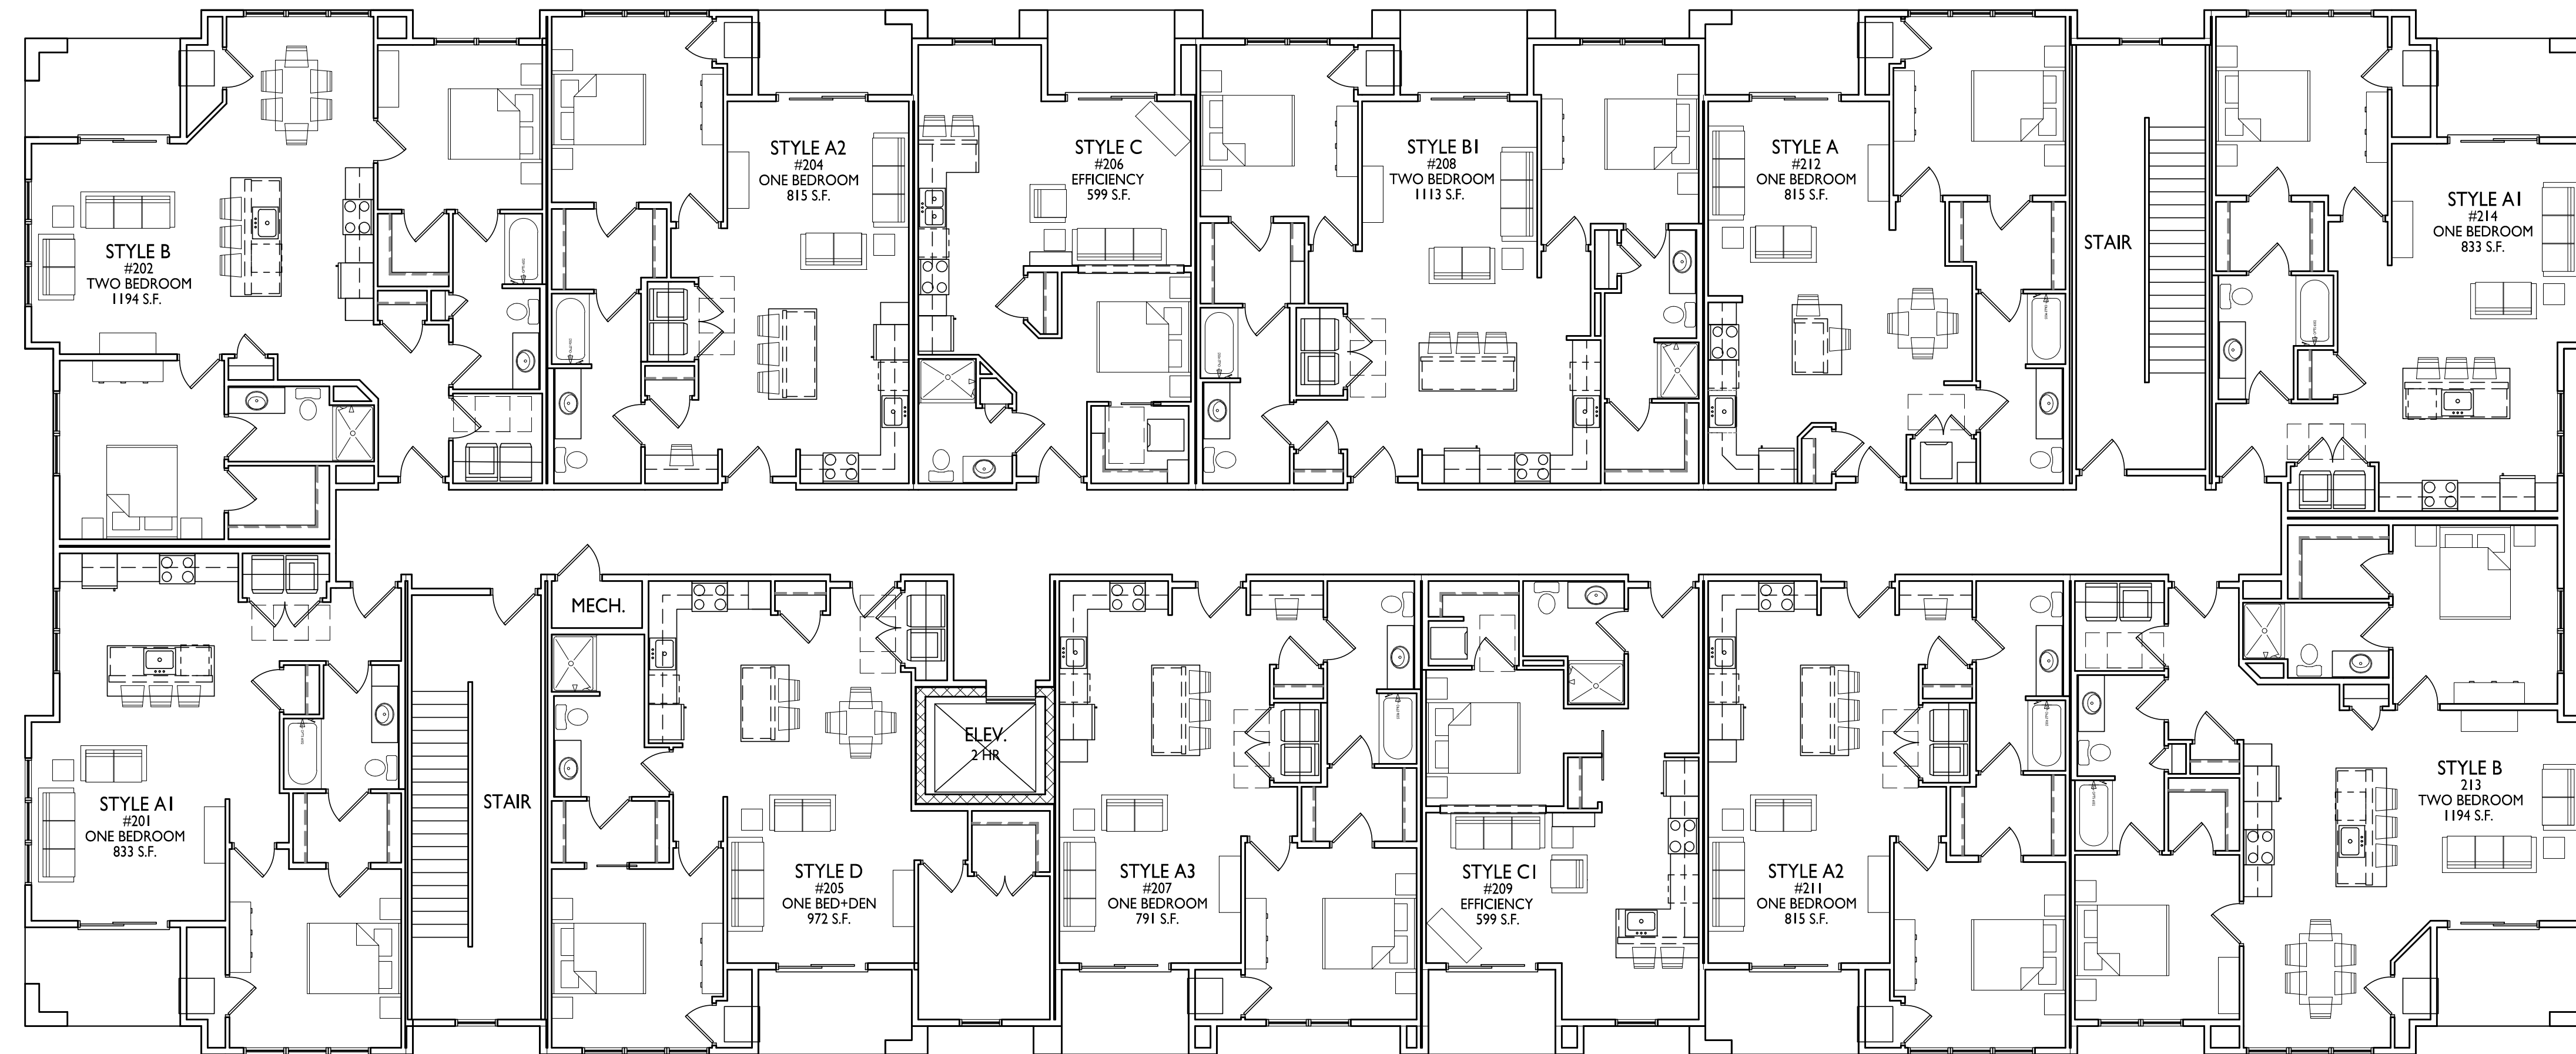 STYLE B
#202
TWO BEDROOM
1194 S.F.
STYLE A2
#204
ONE BEDROOM
815 S.F.
STYLE C
#206
EFFICIENCY
599 S.F.
STYLE B1
#208
TWO BEDROOM
1113 S.F.
STYLE A
#212
ONE BEDROOM
815 S.F.
STAIR
STYLE A1
#214
ONE BEDROOM
833 S.F.
STYLE A1
#201
ONE BEDROOM
833 S.F.
STAIR
MECH.
STYLE D
#205
ONE BED+DEN
972 S.F.
ELEV.
2 HR
STYLE A3
#207
ONE BEDROOM
791 S.F.
STYLE C1
#209
EFFICIENCY
599 S.F.
STYLE A2
#211
ONE BEDROOM
815 S.F.
STYLE B
213
TWO BEDROOM
1194 S.F.